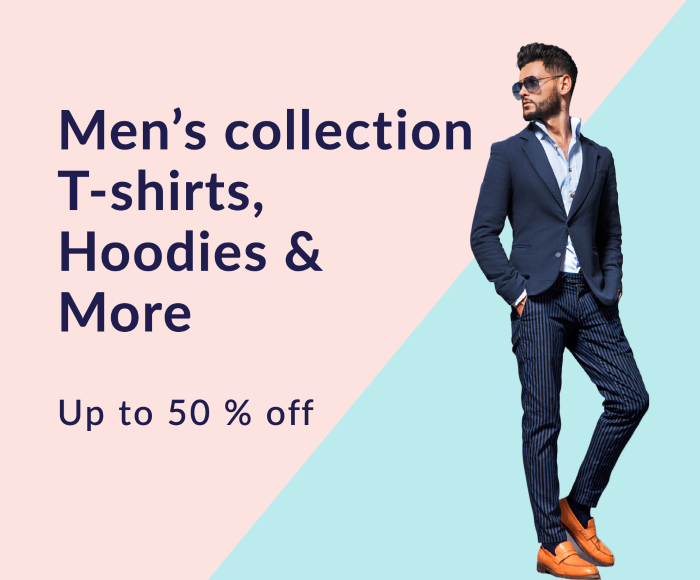 Men’s collection
T-shirts,
Hoodies &
More
Up to 50 % off